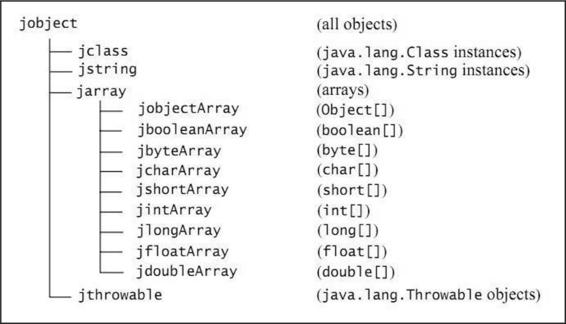 jobject (all objects)
jclass (java.lang.Class instances)
jstring (java.lang.String instances)
jarray (arrays)
jobjectArray (Object[])
jbooleanArray (boolean[])
jbyteArray (byte[])
jcharArray (char[])
jshortArray (short[])
jintArray (int[])
jlongArray (long[])
jfloatArray (float[])
jdoubleArray (double[])
jthrowable (java.lang.Throwable objects)